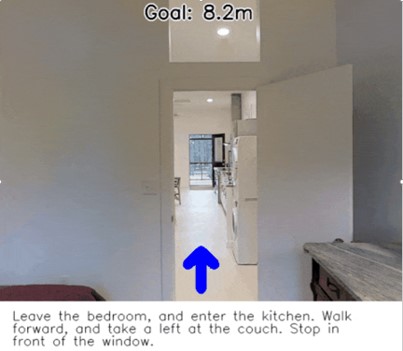 Goal: 8.2m
Leave the bedroom, and enter the kitchen. Walk
forward, and take a left at the couch. Stop in
front of the window.